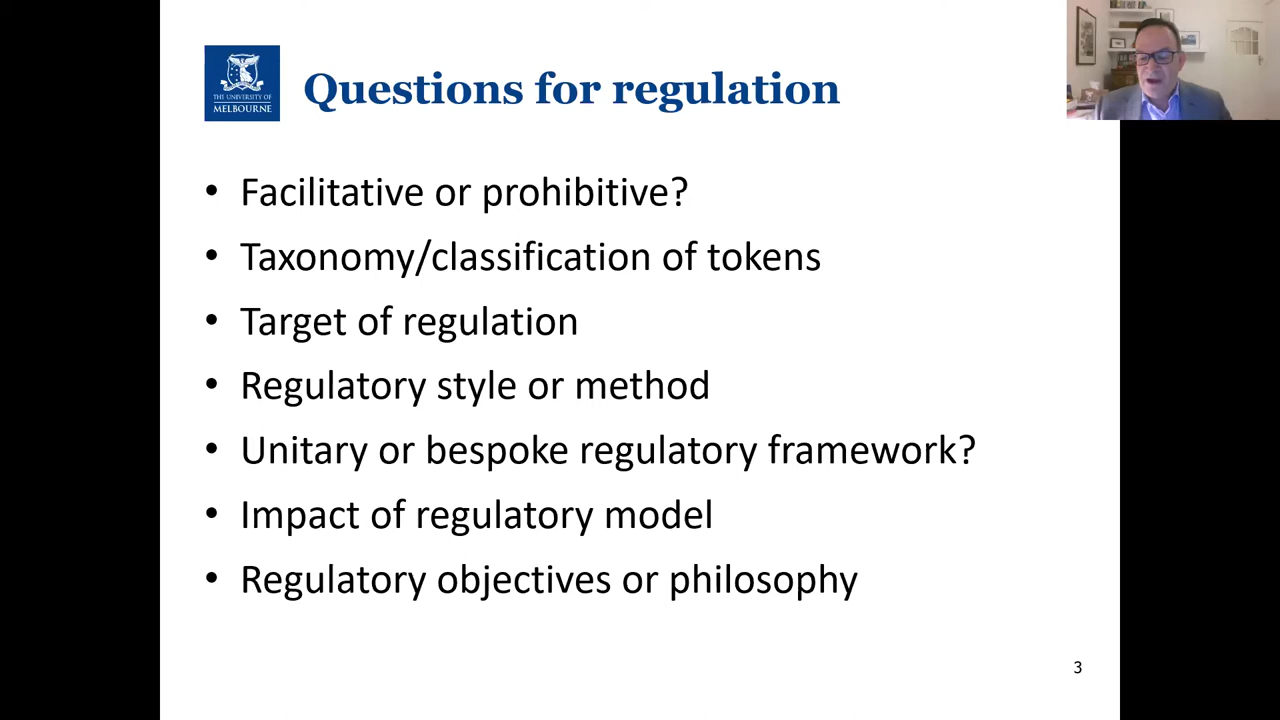 THE UNIVERSITY OF
MELBOURNE
Questions for regulation
• Facilitative or prohibitive?
• Taxonomy/classification of tokens
• Target of regulation
• Regulatory style or method
• Unitary or bespoke regulatory framework?
• Impact of regulatory model
• Regulatory objectives or philosophy
3